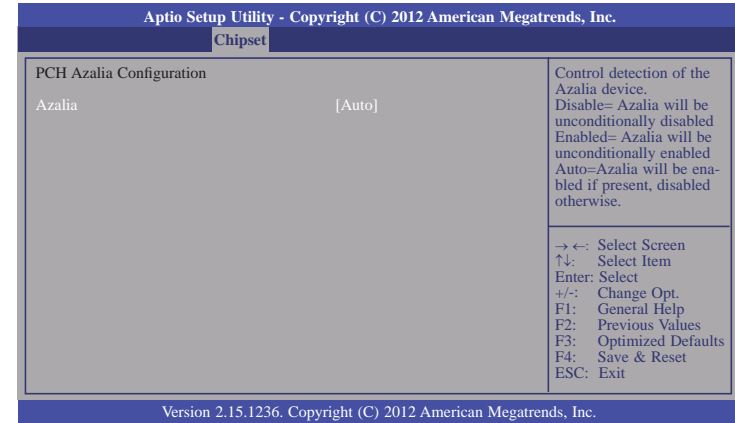 Aptio Setup Utility - Copyright (C) 2012 American Megatrends, Inc.
Chipset
PCH Azalia Configuration
Azalia [Auto]
Control detection of the
Azalia device.
Disable= Azalia will be
unconditionally disabled
Enabled= Azalia will be
unconditionally enabled
Auto=Azalia will be ena-
bled if present, disabled
otherwise.
→ ←: Select Screen
↑↓: Select Item
Enter: Select
+/-: Change Opt.
F1: General Help
F2: Previous Values
F3: Optimized Defaults
F4: Save & Reset
ESC: Exit
Version 2.15.1236. Copyright (C) 2012 American Megatrends, Inc.